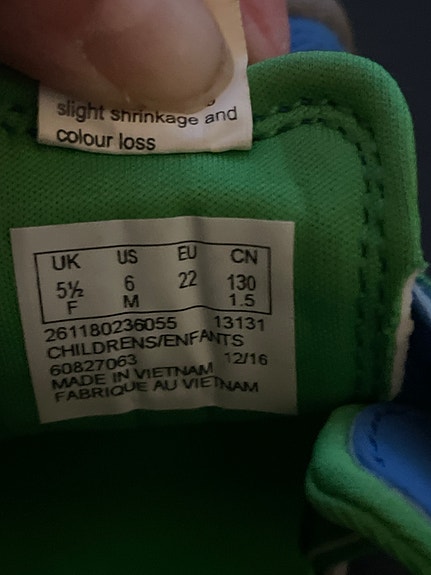 slight shrinkage and
colour loss
UK US EU CN
5½ 6 22 130
F M 1.5
261180236055 13131
CHILDRENS/ENFANTS
60827063 12/16
MADE IN VIETNAM
FABRIQUE AU VIETNAM